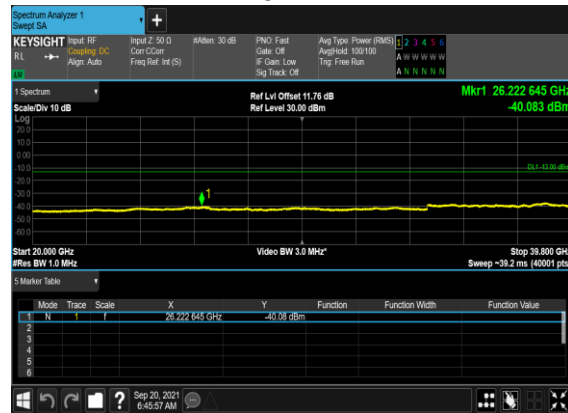 Spectrum Analyzer 1
Swept SA
+
KEYSIGHT Input: RF Input Z: 50 Ω #Atten: 30 dB PNO: Fast Avg Type: Power (RMS) 1 2 3 4 5 6
RL Coupling: DC Corr CCorr Gate: Off Avg|Hold: 100/100 A W W W W W
Align: Auto Freq Ref: Int (S) IF Gain: Low Trig: Free Run
LXI Sig Track: Off A N N N N N
1 Spectrum Ref Lvl Offset 11.76 dB Mkr1 26.222 645 GHz
Scale/Div 10 dB Ref Level 30.00 dBm -40.083 dBm
Log
20.0
10.0
0.00
-10.0 DL1 -13.00 dBm
-20.0
-30.0
-40.0 1
-50.0
-60.0
Start 20.000 GHz Video BW 3.0 MHz* Stop 39.800 GHz
#Res BW 1.0 MHz Sweep ~39.2 ms (40001 pts)
5 Marker Table
Mode Trace Scale X Y Function Function Width Function Value
1 N 1 f 26.222 645 GHz -40.08 dBm
2
3
4
5
6
? Sep 20, 2021
6:45:57 AM